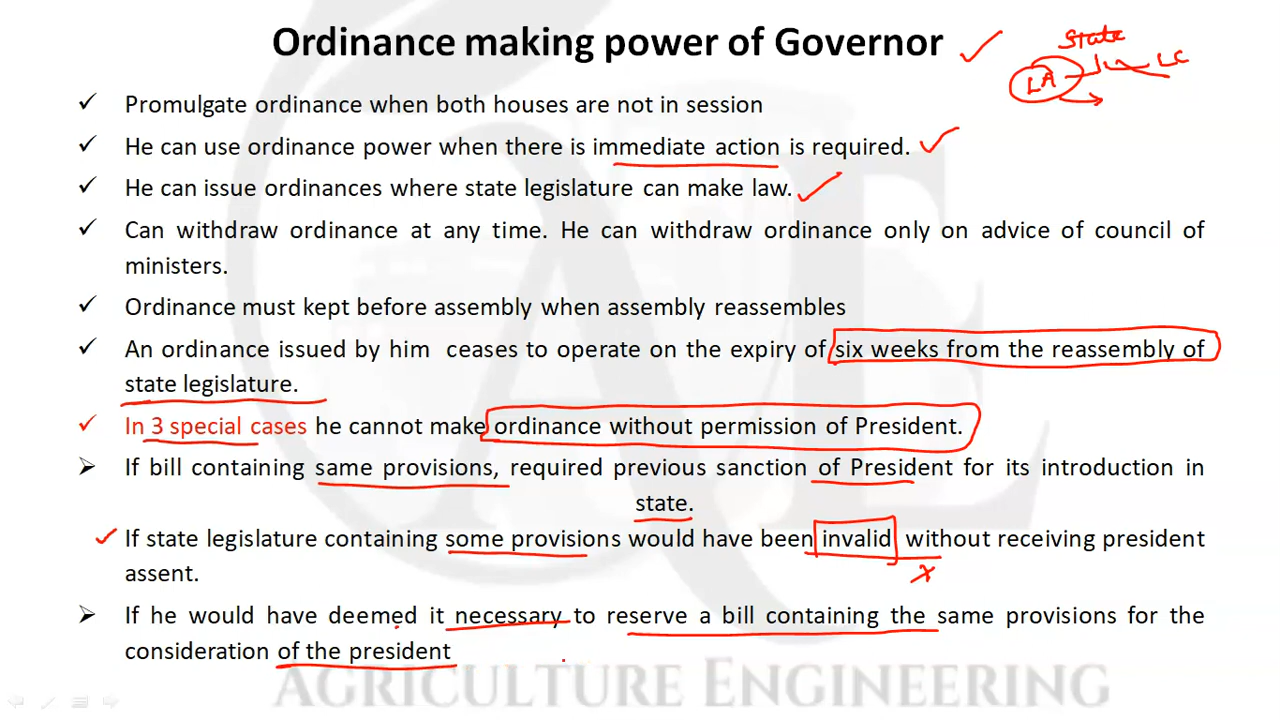 Ordinance making power of Governor
State
LA
LC
✓ Promulgate ordinance when both houses are not in session
✓ He can use ordinance power when there is immediate action is required.
✓ He can issue ordinances where state legislature can make law.
✓ Can withdraw ordinance at any time. He can withdraw ordinance only on advice of council of
ministers.
✓ Ordinance must kept before assembly when assembly reassembles
✓ An ordinance issued by him ceases to operate on the expiry of six weeks from the reassembly of
state legislature.
✓ In 3 special cases he cannot make ordinance without permission of President.
➢ If bill containing same provisions, required previous sanction of President for its introduction in
state.
If state legislature containing some provisions would have been invalid without receiving president
assent.
➢ If he would have deemed it necessary to reserve a bill containing the same provisions for the
consideration of the president
AGRICULTURE ENGINEERING